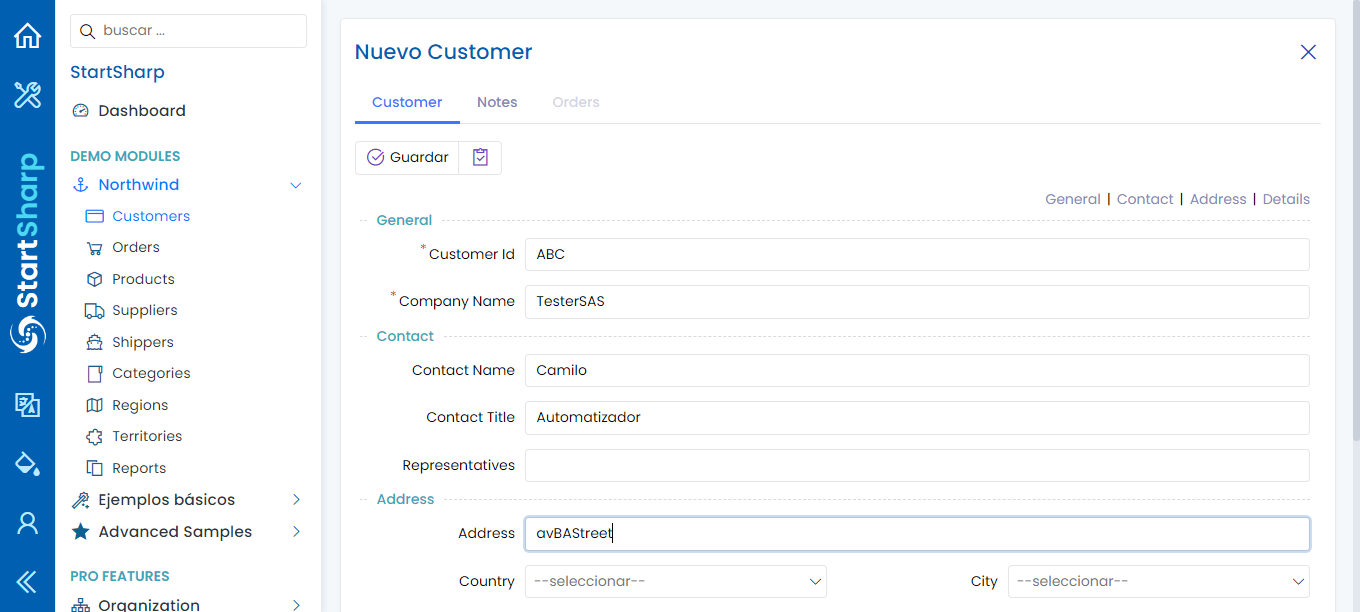 buscar ...
StartSharp
Dashboard
DEMO MODULES
Northwind
Customers
Orders
Products
Suppliers
Shippers
Categories
Regions
Territories
Reports
Ejemplos básicos
Advanced Samples
PRO FEATURES
Organization
StartSharp
Nuevo Customer
Customer Notes Orders
Guardar
General | Contact | Address | Details
General
* Customer Id ABC
* Company Name TesterSAS
Contact
Contact Name Camilo
Contact Title Automatizador
Representatives
Address
Address avBAStreet
Country --seleccionar-- City --seleccionar--